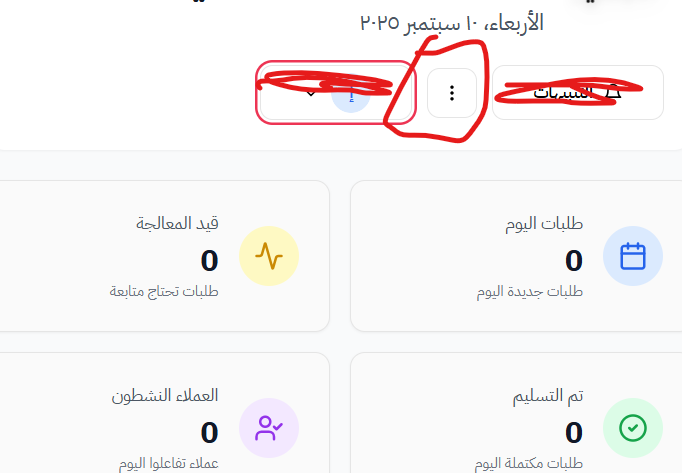 الأربعاء، ١٠ سبتمبر ٢٠٢٥
التنبيهات
طلبات اليوم
0
طلبات جديدة اليوم
قيد المعالجة
0
طلبات تحتاج متابعة
تم التسليم
0
طلبات مكتملة اليوم
العملاء النشطون
0
عملاء تفاعلوا اليوم